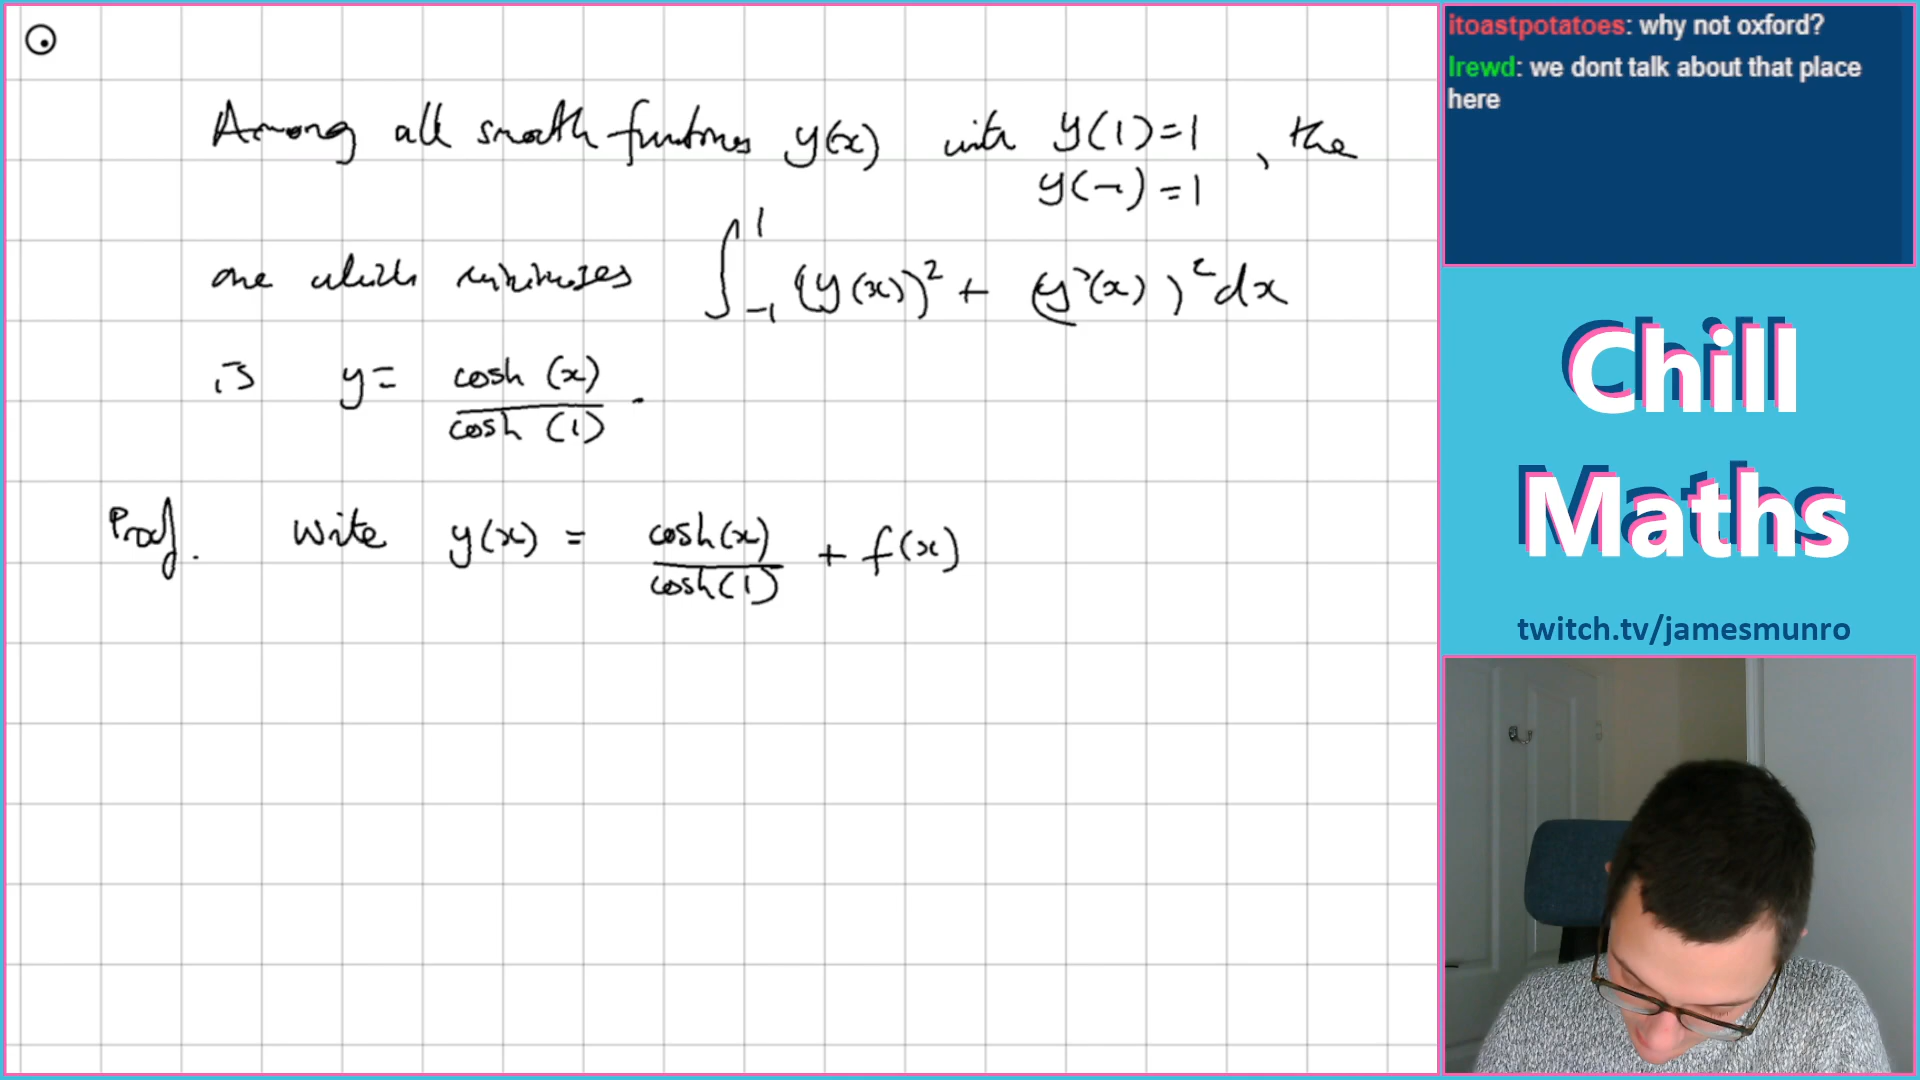 Among all smooth functions y(x) with y(1)=1 , the
y(-1)=1
one which minimizes ∫_{-1}^{1} (y(x))² + (y'(x))² dx
is y = cosh(x)/cosh(1) .
Proof. Write y(x) = cosh(x)/cosh(1) + f(x)
itoastpotatoes: why not oxford?
lrewd: we dont talk about that place
here
Chill
Maths
twitch.tv/jamesmunro